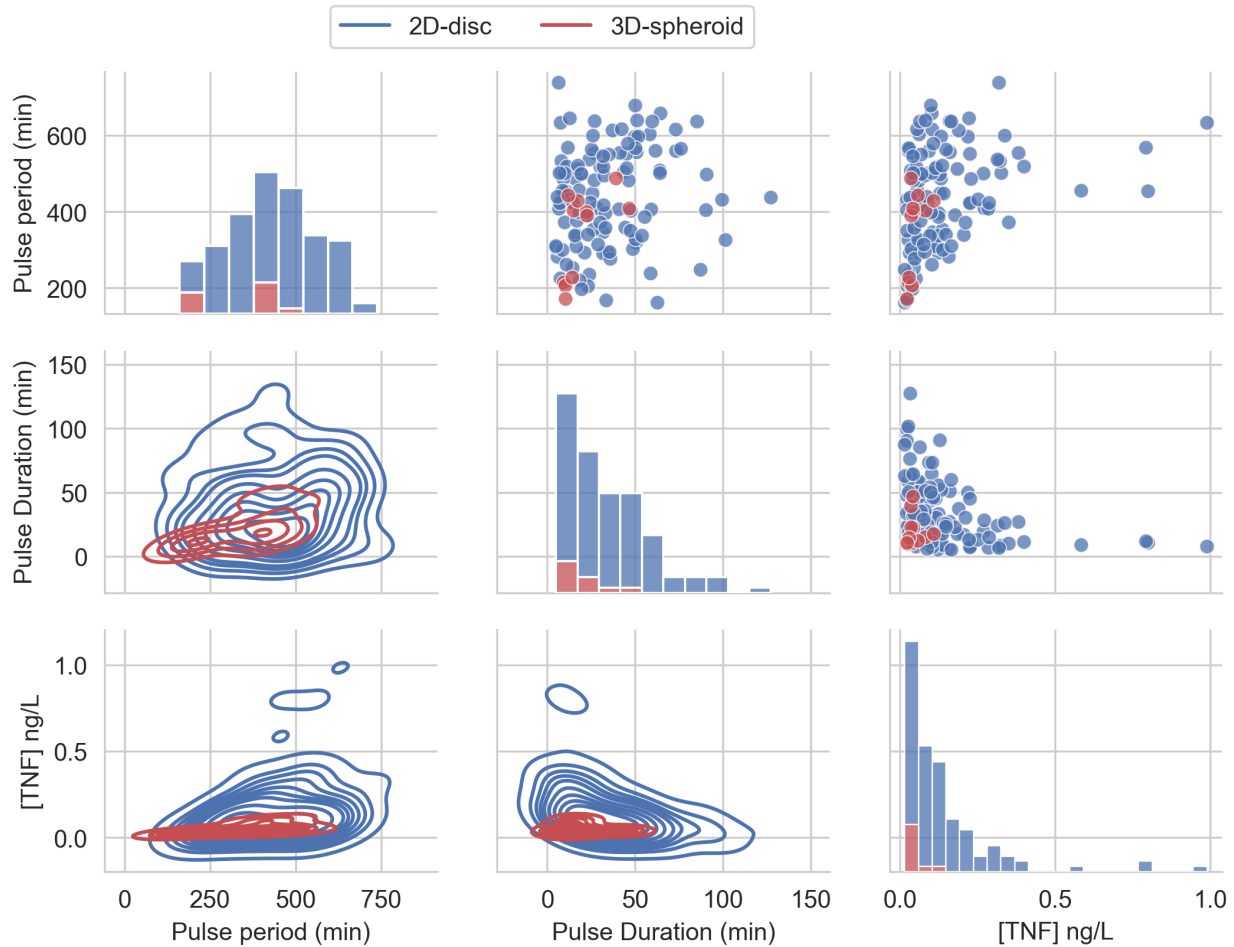 2D-disc 3D-spheroid
Pulse period (min)
600
400
200
Pulse Duration (min)
150
100
50
0
[TNF] ng/L
1.0
0.5
0.0
0 250 500 750 0 50 100 150 0.0 0.5 1.0
Pulse period (min) Pulse Duration (min) [TNF] ng/L